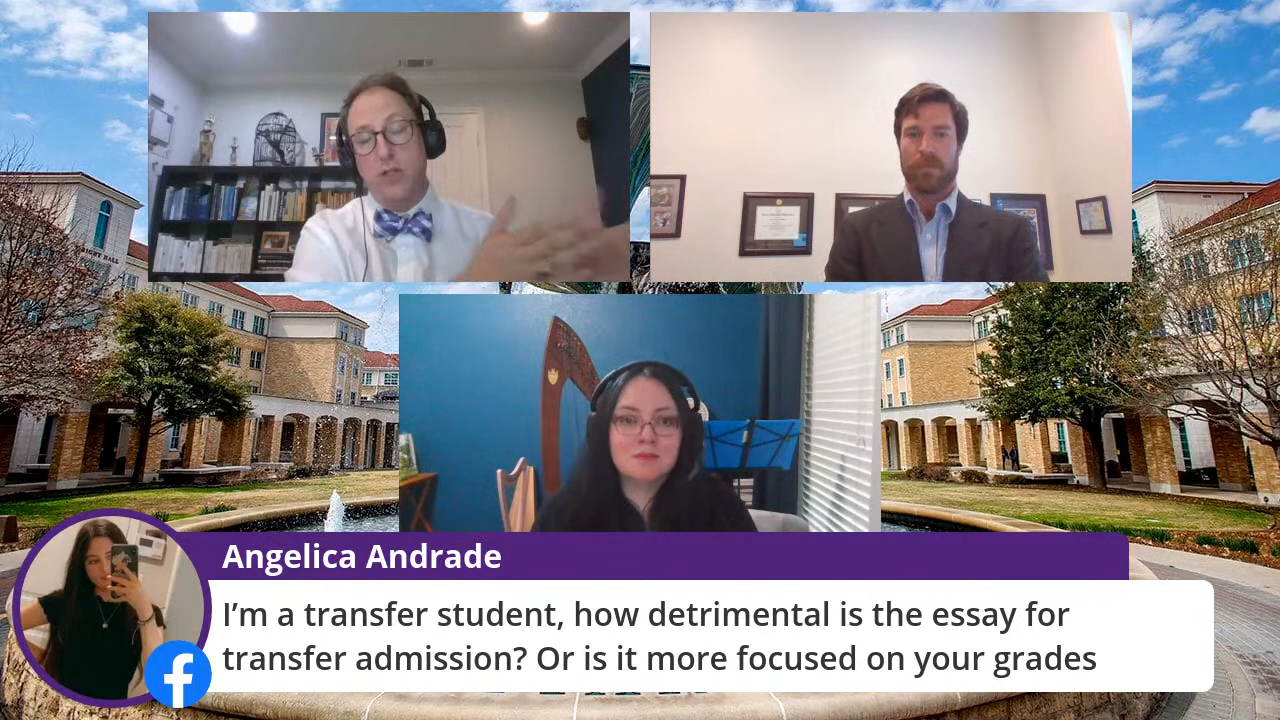 Angelica Andrade
I’m a transfer student, how detrimental is the essay for
transfer admission? Or is it more focused on your grades